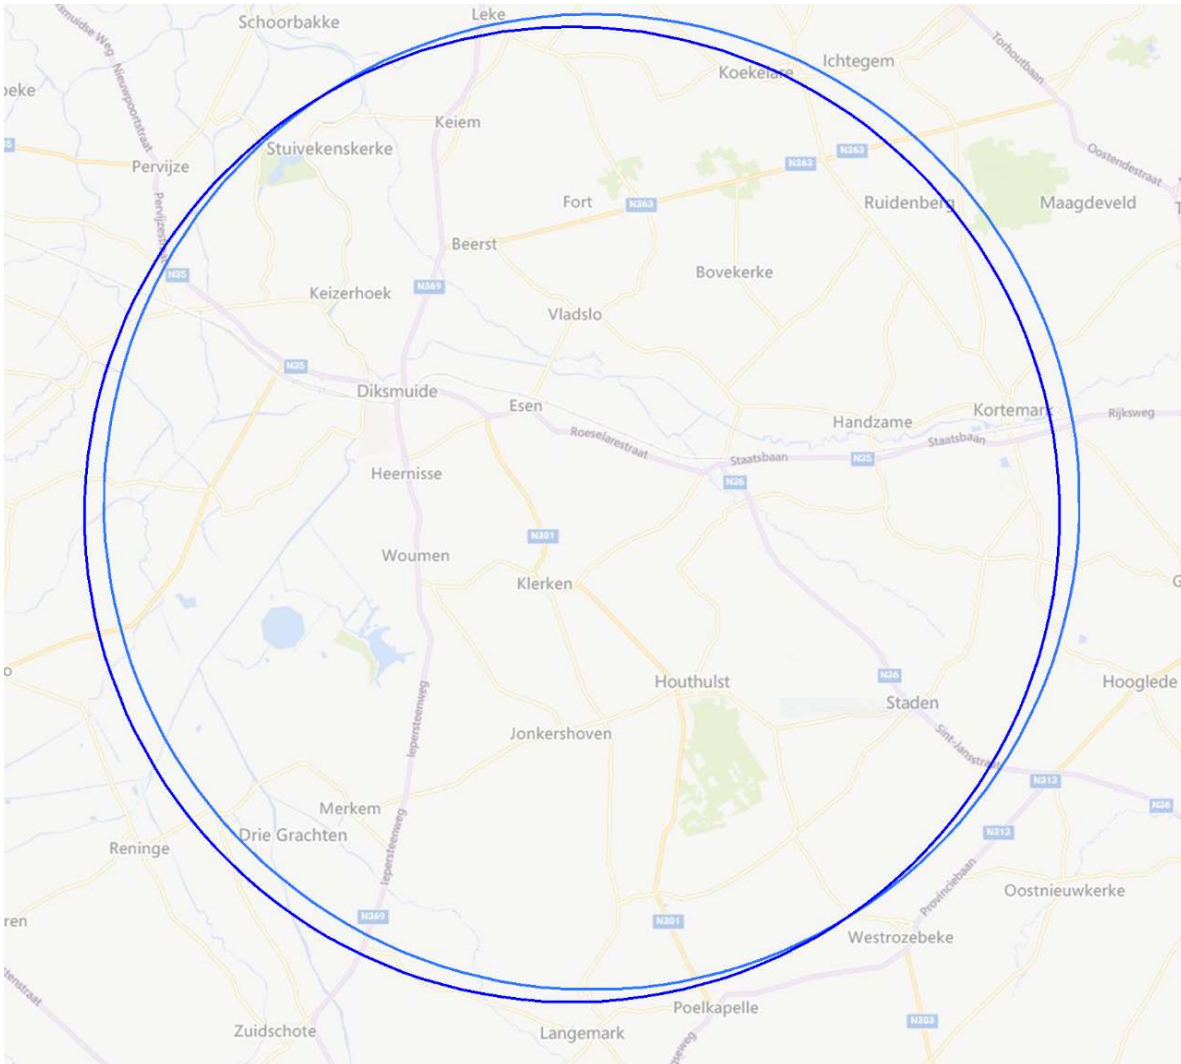 Schoorbakke
Leke
Ichtegem
Koekelare
Torhoutbaan
Nieuwpoortstraat
Keiem
Stuivekenskerke
Pervijze
N363
N363
Oostendestraat
Fort
N363
Ruidenberg
Maagdeveld
Beerst
Bovekerke
N35
Keizerhoek
N369
Vladslo
N35
Diksmuide
Esen
Handzame
Kortemark
Rijksweg
Roeselarestraat
Staatsbaan
Staatsbaan
N35
Heernisse
N36
N301
Woumen
Klerken
Houthulst
N36
Staden
Hooglede
Iepersteenweg
Jonkershoven
Sint-Jansstraat
N313
N36
Merkem
Drie Grachten
Reninge
Iepersteenweg
N313
Provinciebaan
Oostnieuwkerke
N369
N301
Westrozebeke
Poelkapelle
N303
Zuidschote
Langemark